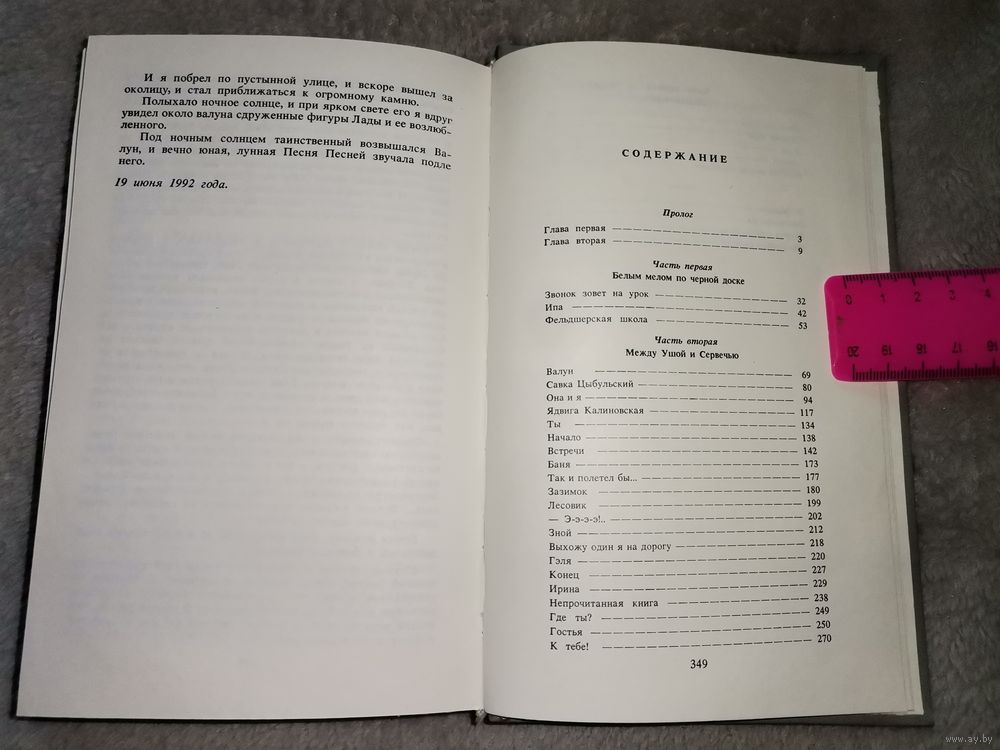 И я побрел по пустынной улице, и вскоре вышел за
околицу, и стал приближаться к огромному камню.
Полыхало ночное солнце, и при ярком свете его я вдруг
увидел около валуна сдруженные фигуры Лады и ее возлюб-
ленного.
Под ночным солнцем таинственный возвышался Ва-
лун, и вечно юная, лунная Песня Песней звучала подле
него.
19 июня 1992 года.
СОДЕРЖАНИЕ
Пролог
Глава первая — 3
Глава вторая — 9
Часть первая
Белым мелом по черной доске
Звонок зовет на урок — 32
Ипа — 42
Фельдшерская школа — 53
Часть вторая
Между Ушой и Сервечью
Валун — 69
Савка Цыбульский — 80
Она и я — 94
Ядвига Калиновская — 117
Ты — 134
Начало — 138
Встречи — 142
Баня — 173
Так и полетел бы... — 177
Зазимок — 180
Лесовик — 199
— Э-э-э-э!.. — 202
Зной — 212
Выхожу один я на дорогу — 218
Гэля — 220
Конец — 227
Ирина — 229
Непрочитанная книга — 238
Где ты? — 249
Гостья — 250
К тебе! — 270
349
0 1 2 3 4
20 19 18 17 16
www.ay.by